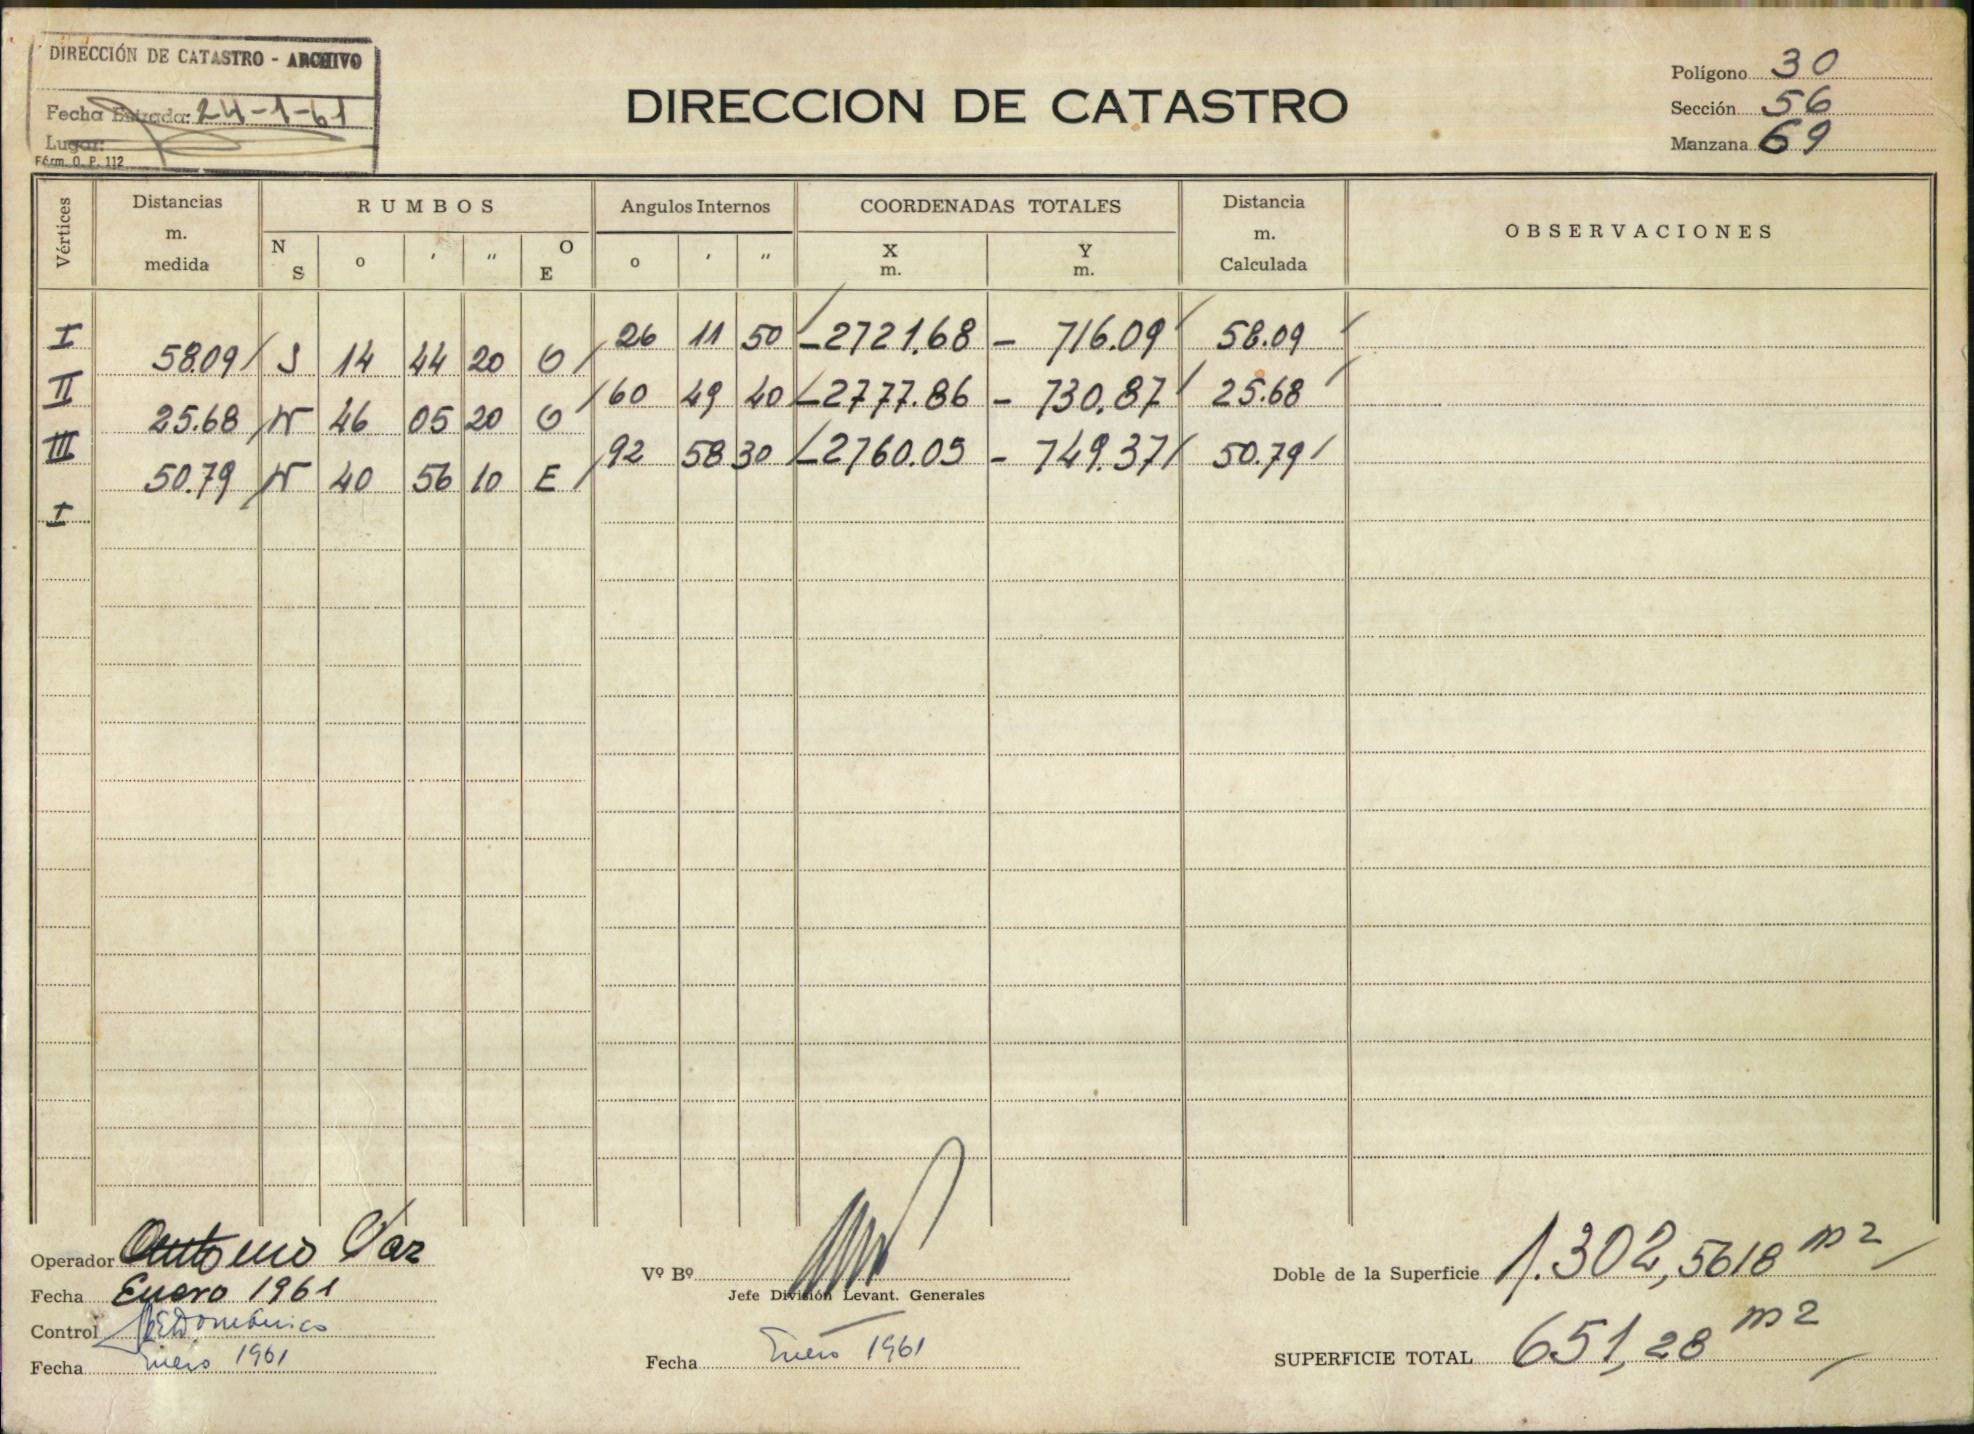 DIRECCIÓN DE CATASTRO - ARCHIVO
Fecha Entrada: 24-1-61
Lugar:
Fórm. O. P. 112
DIRECCION DE CATASTRO
Polígono 30
Sección 56
Manzana 69
Vértices
Distancias m. medida
RUMBOS
N S o ' " O E
Angulos Internos
o ' "
COORDENADAS TOTALES
X m. Y m.
Distancia m. Calculada
OBSERVACIONES
I 26 11 50 -2721.68 - 716.09 58.09
58.09 S 14 44 20 O
II 60 49 40 -2777.86 - 730.87 25.68
25.68 N 46 05 20 O
III 92 58 30 -2760.05 - 749.37 50.79
50.79 N 40 56 10 E
I
Operador Antonio Paz
Fecha Enero 1961
Control
Fecha Enero 1961
Vº Bº
Jefe División Levant. Generales
Fecha Enero 1961
Doble de la Superficie 1.302,5618 m2
SUPERFICIE TOTAL 651,28 m2